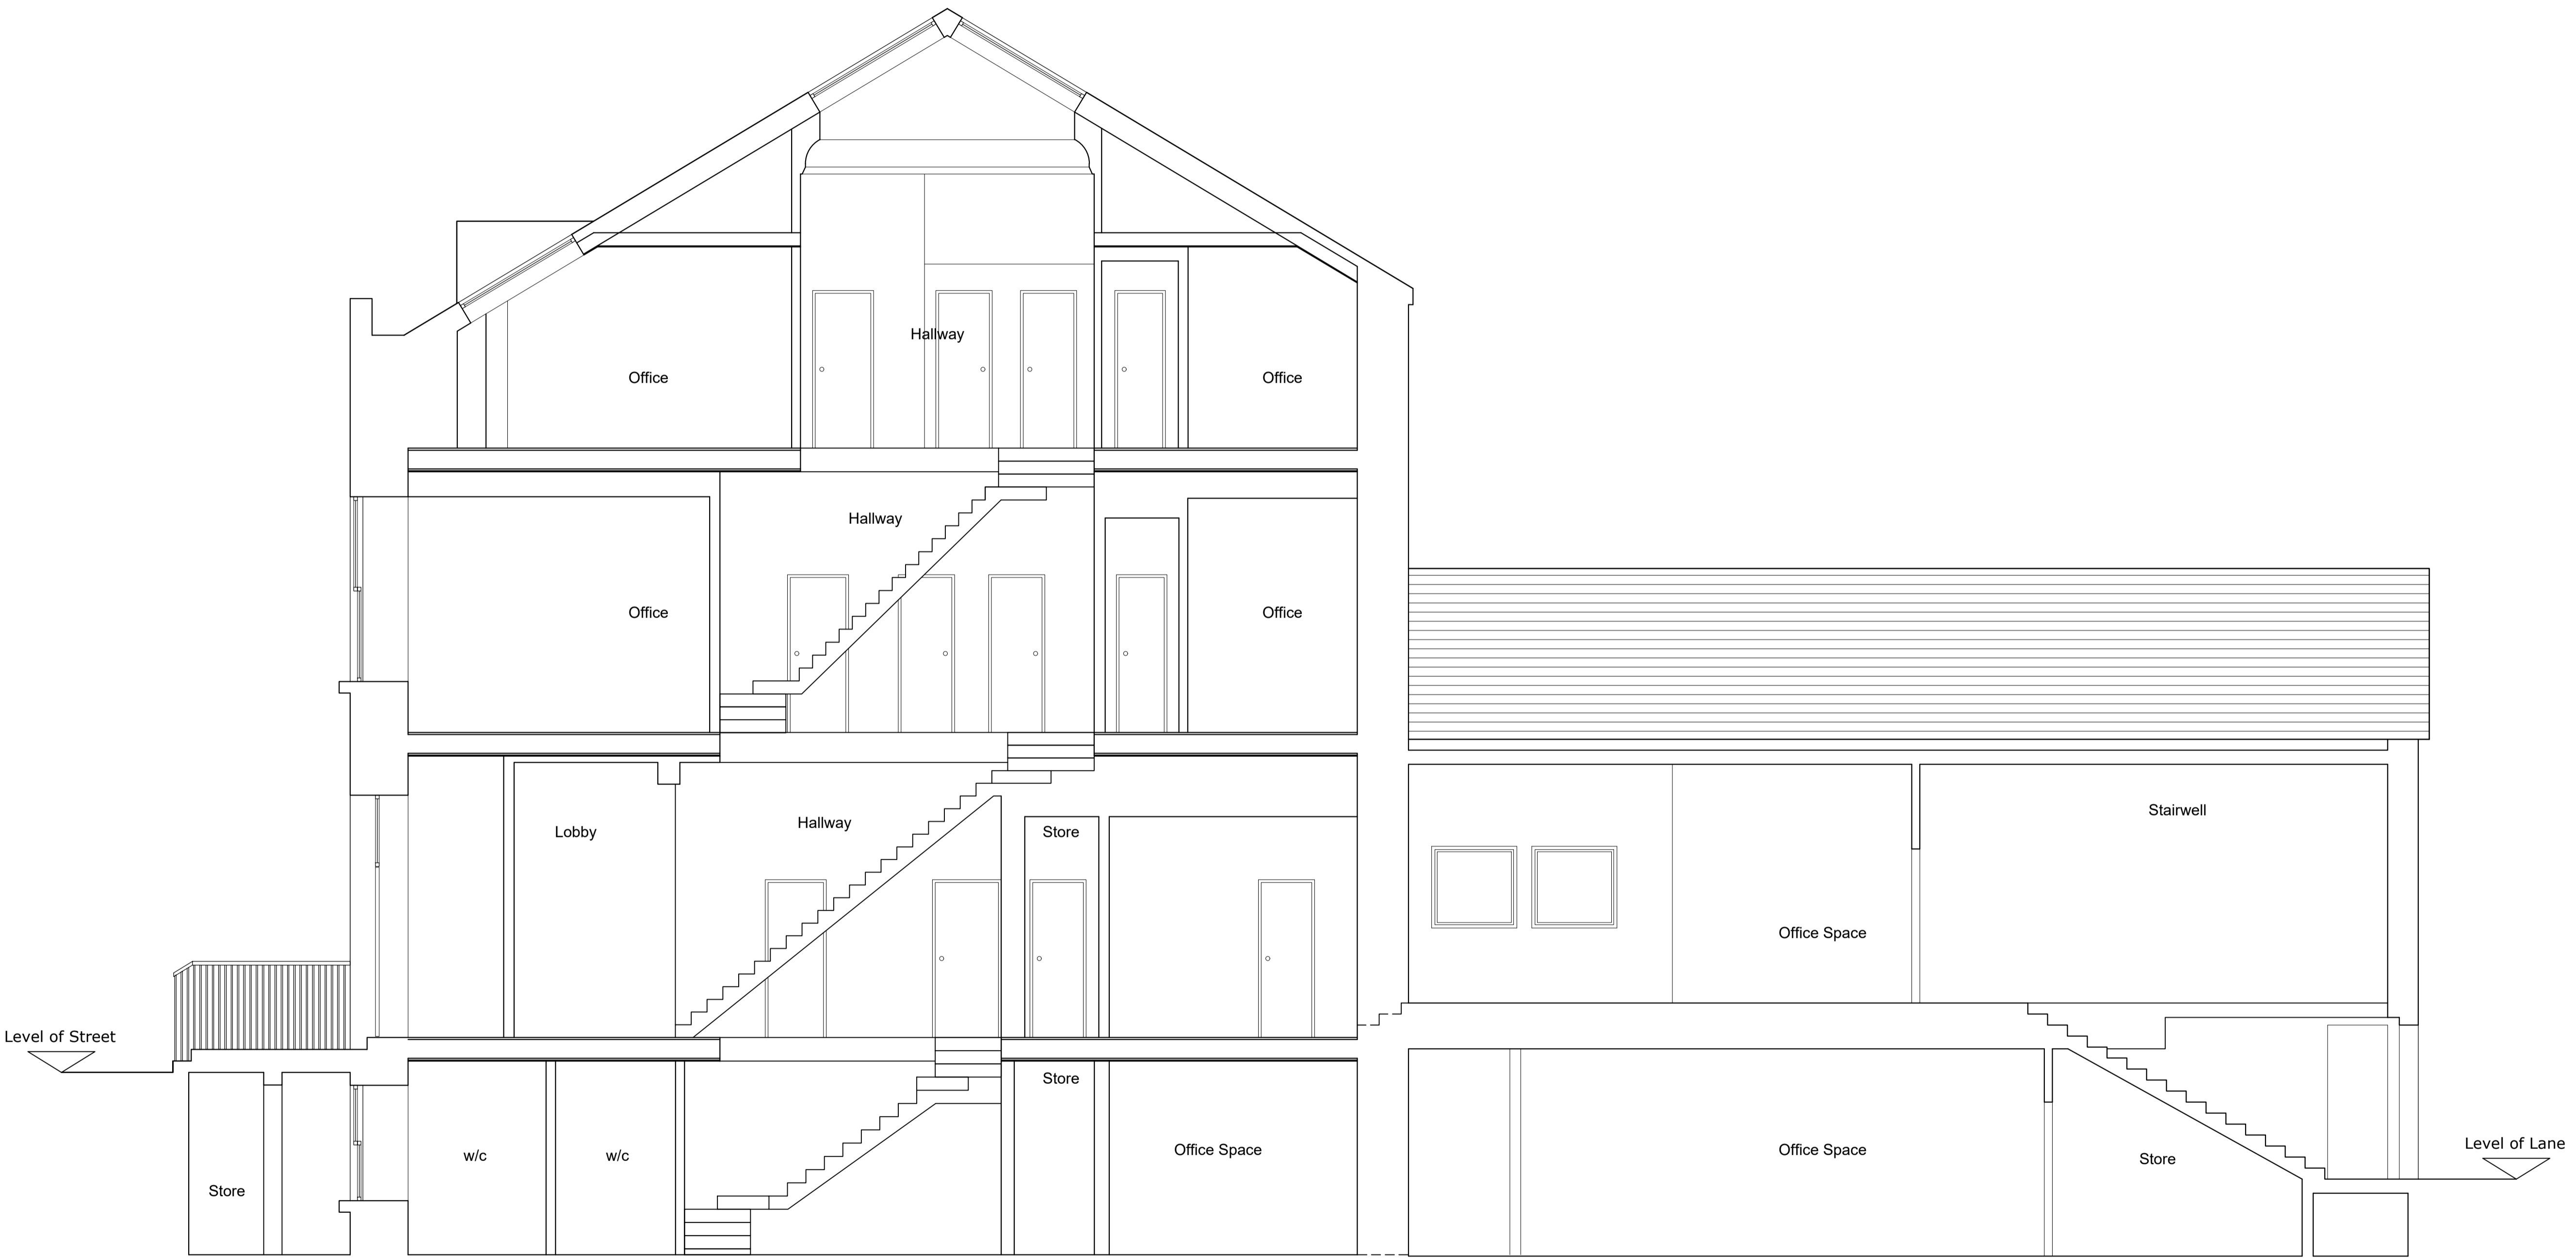 Hallway
Office
Office
Hallway
Office
Office
Stairwell
Hallway
Lobby
Store
Office Space
Level of Street
Store
Level of Lane
Office Space
Office Space
w/c
w/c
Store
Store